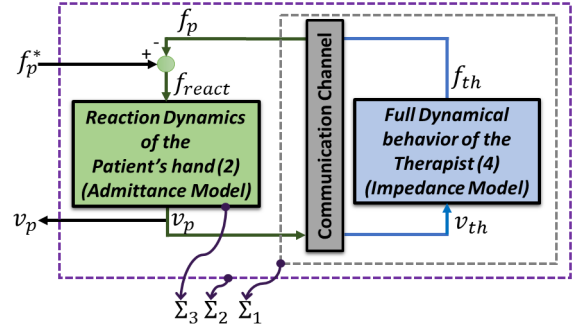 f_p
f_p^*
+
f_react
f_th
Reaction Dynamics
of the
Patient's hand (2)
(Admittance Model)
Communication Channel
Full Dynamical
behavior of the
Therapist (4)
(Impedance Model)
v_p
v_p
v_th
Σ_3 Σ_2 Σ_1